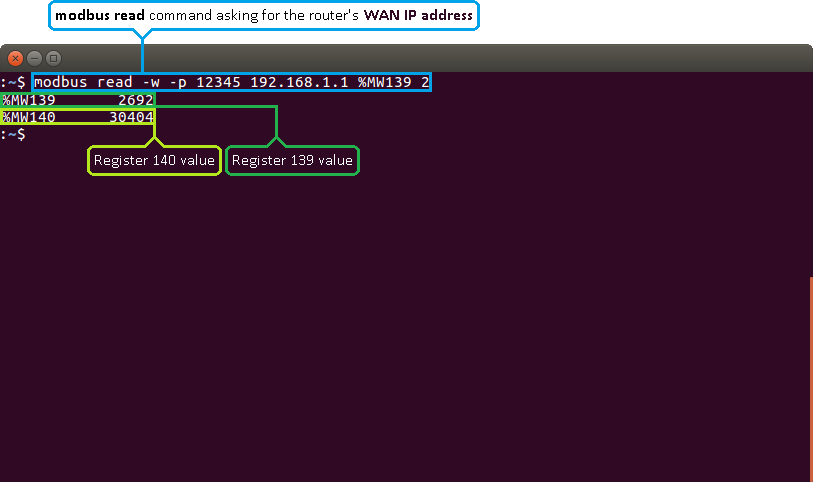 modbus read command asking for the router's WAN IP address
:~$ modbus read -w -p 12345 192.168.1.1 %MW139 2
%MW139       2692
%MW140      30404
:~$
Register 140 value
Register 139 value